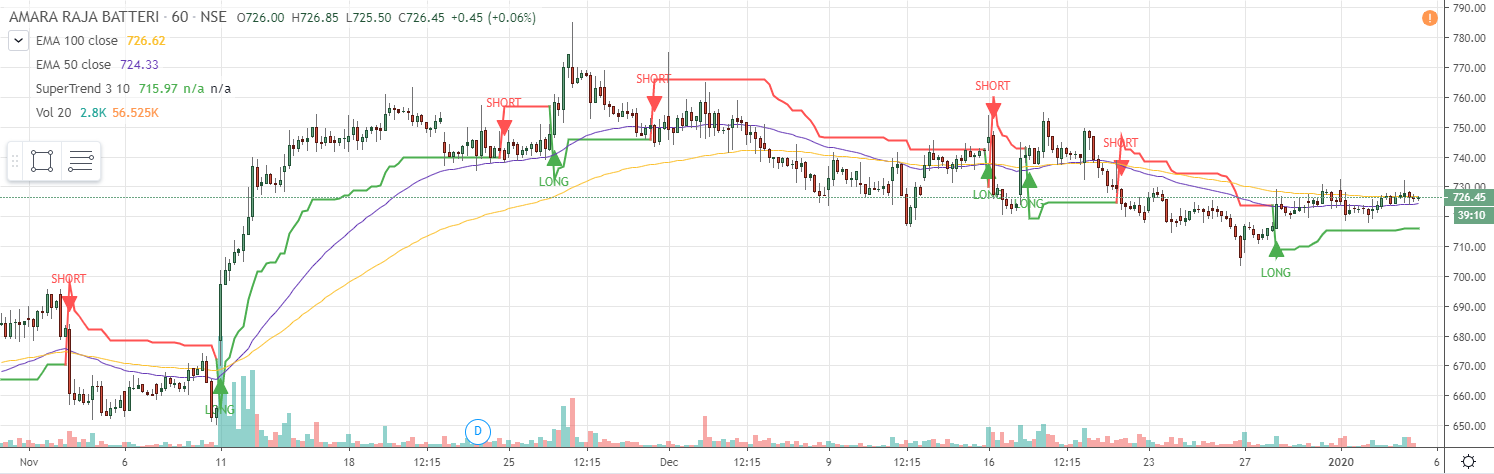 AMARA RAJA BATTERI · 60 · NSE O726.00 H726.85 L725.50 C726.45 +0.45 (+0.06%)
EMA 100 close 726.62
EMA 50 close 724.33
SuperTrend 3 10 715.97 n/a n/a
Vol 20 2.8K 56.525K
790.00
780.00
770.00
760.00
750.00
740.00
730.00
726.45
39:10
710.00
700.00
690.00
680.00
670.00
660.00
650.00
SHORT
LONG
SHORT
LONG
SHORT
SHORT
LONG
LONG
SHORT
LONG
D
Nov 6 11 18 12:15 25 12:15 Dec 12:15 9 12:15 16 12:15 23 27 2020 6